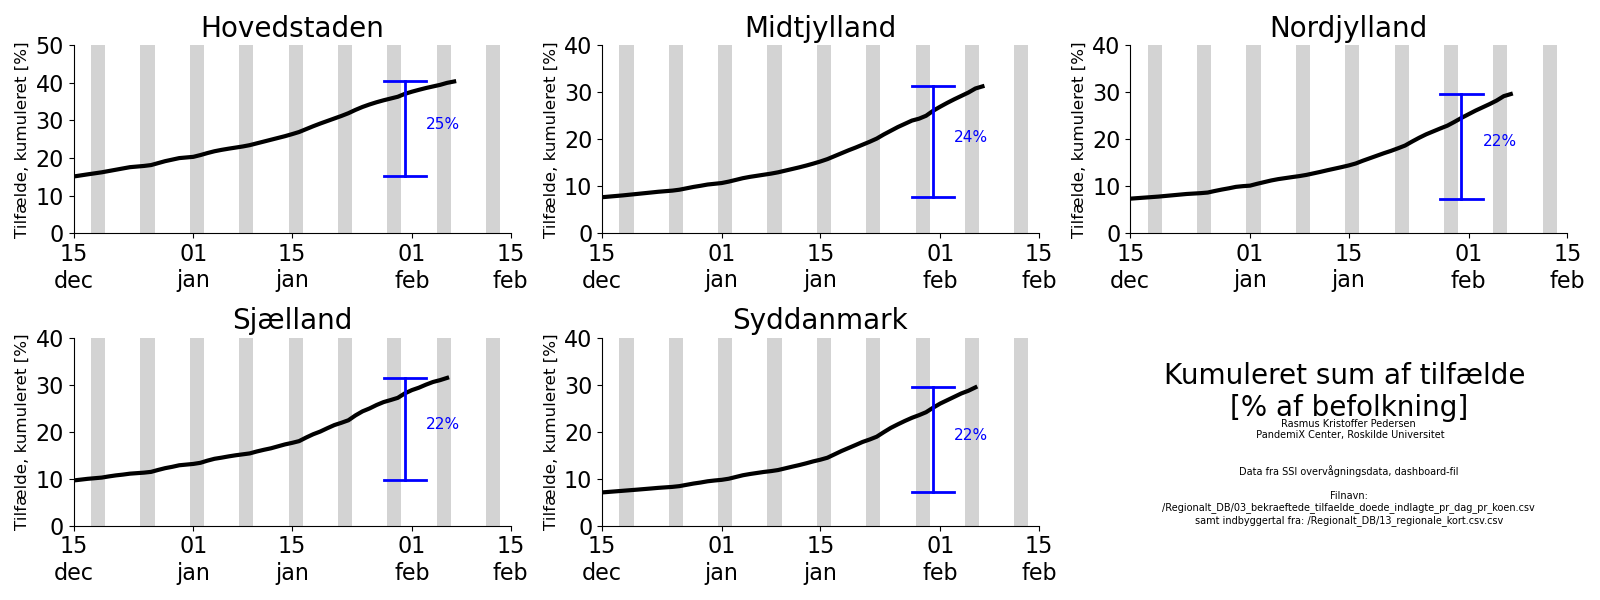 Hovedstaden
Tilfælde, kumuleret [%]
50
40
30
20
10
0
25%
15 dec
01 jan
15 jan
01 feb
15 feb
Midtjylland
Tilfælde, kumuleret [%]
40
30
20
10
0
24%
15 dec
01 jan
15 jan
01 feb
15 feb
Nordjylland
Tilfælde, kumuleret [%]
40
30
20
10
0
22%
15 dec
01 jan
15 jan
01 feb
15 feb
Sjælland
Tilfælde, kumuleret [%]
40
30
20
10
0
22%
15 dec
01 jan
15 jan
01 feb
15 feb
Syddanmark
Tilfælde, kumuleret [%]
40
30
20
10
0
22%
15 dec
01 jan
15 jan
01 feb
15 feb
Kumuleret sum af tilfælde
[% af befolkning]
Rasmus Kristoffer Pedersen
PandemiX Center, Roskilde Universitet
Data fra SSI overvågningsdata, dashboard-fil
Filnavn:
/Regionalt_DB/03_bekraeftede_tilfaelde_doede_indlagte_pr_dag_pr_koen.csv
samt indbyggertal fra: /Regionalt_DB/13_regionale_kort.csv.csv